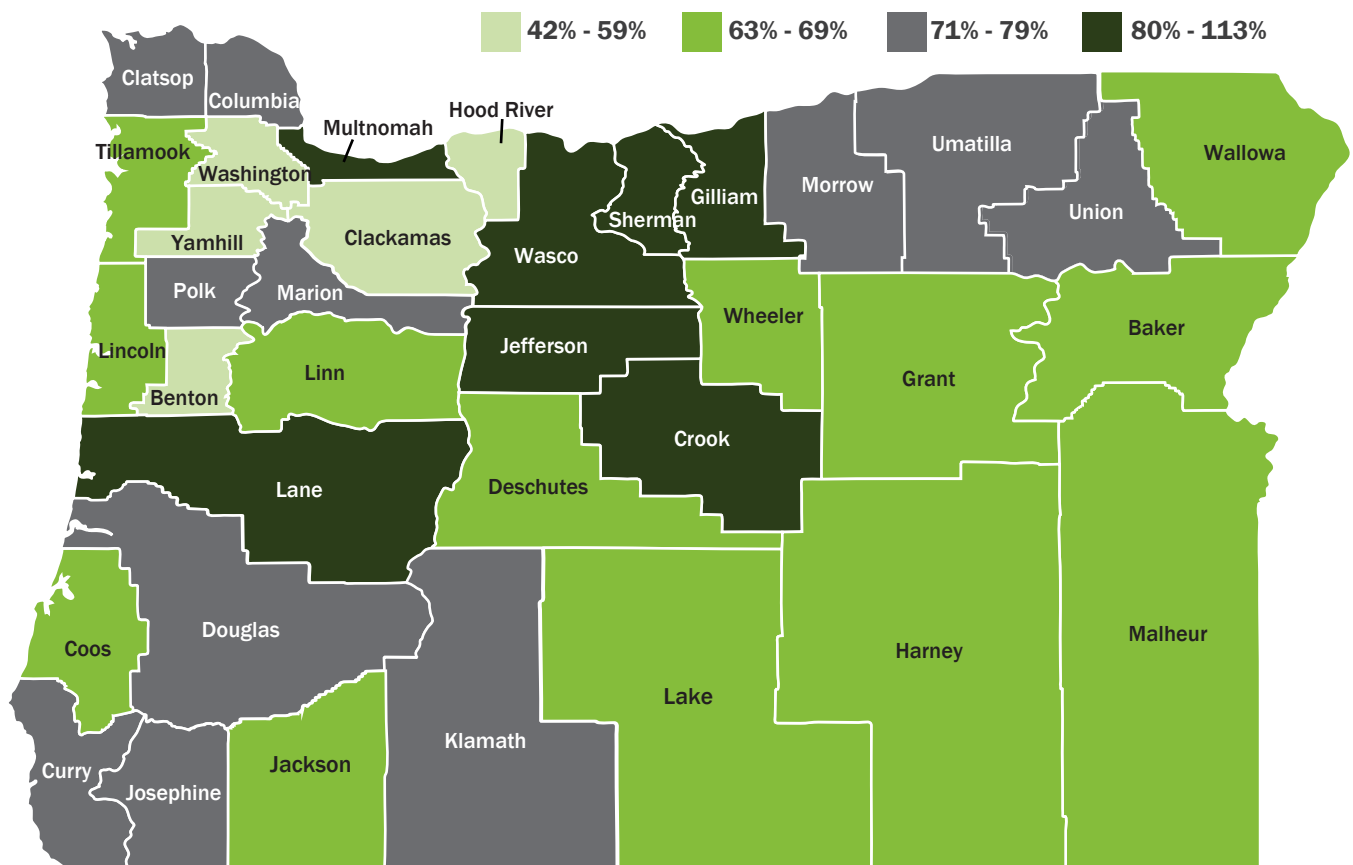 42% - 59%
63% - 69%
71% - 79%
80% - 113%
Clatsop
Columbia
Multnomah
Hood River
Tillamook
Washington
Umatilla
Wallowa
Morrow
Gilliam
Sherman
Union
Yamhill
Clackamas
Wasco
Polk
Marion
Wheeler
Baker
Lincoln
Jefferson
Linn
Grant
Benton
Crook
Lane
Deschutes
Douglas
Coos
Harney
Malheur
Lake
Klamath
Curry
Jackson
Josephine